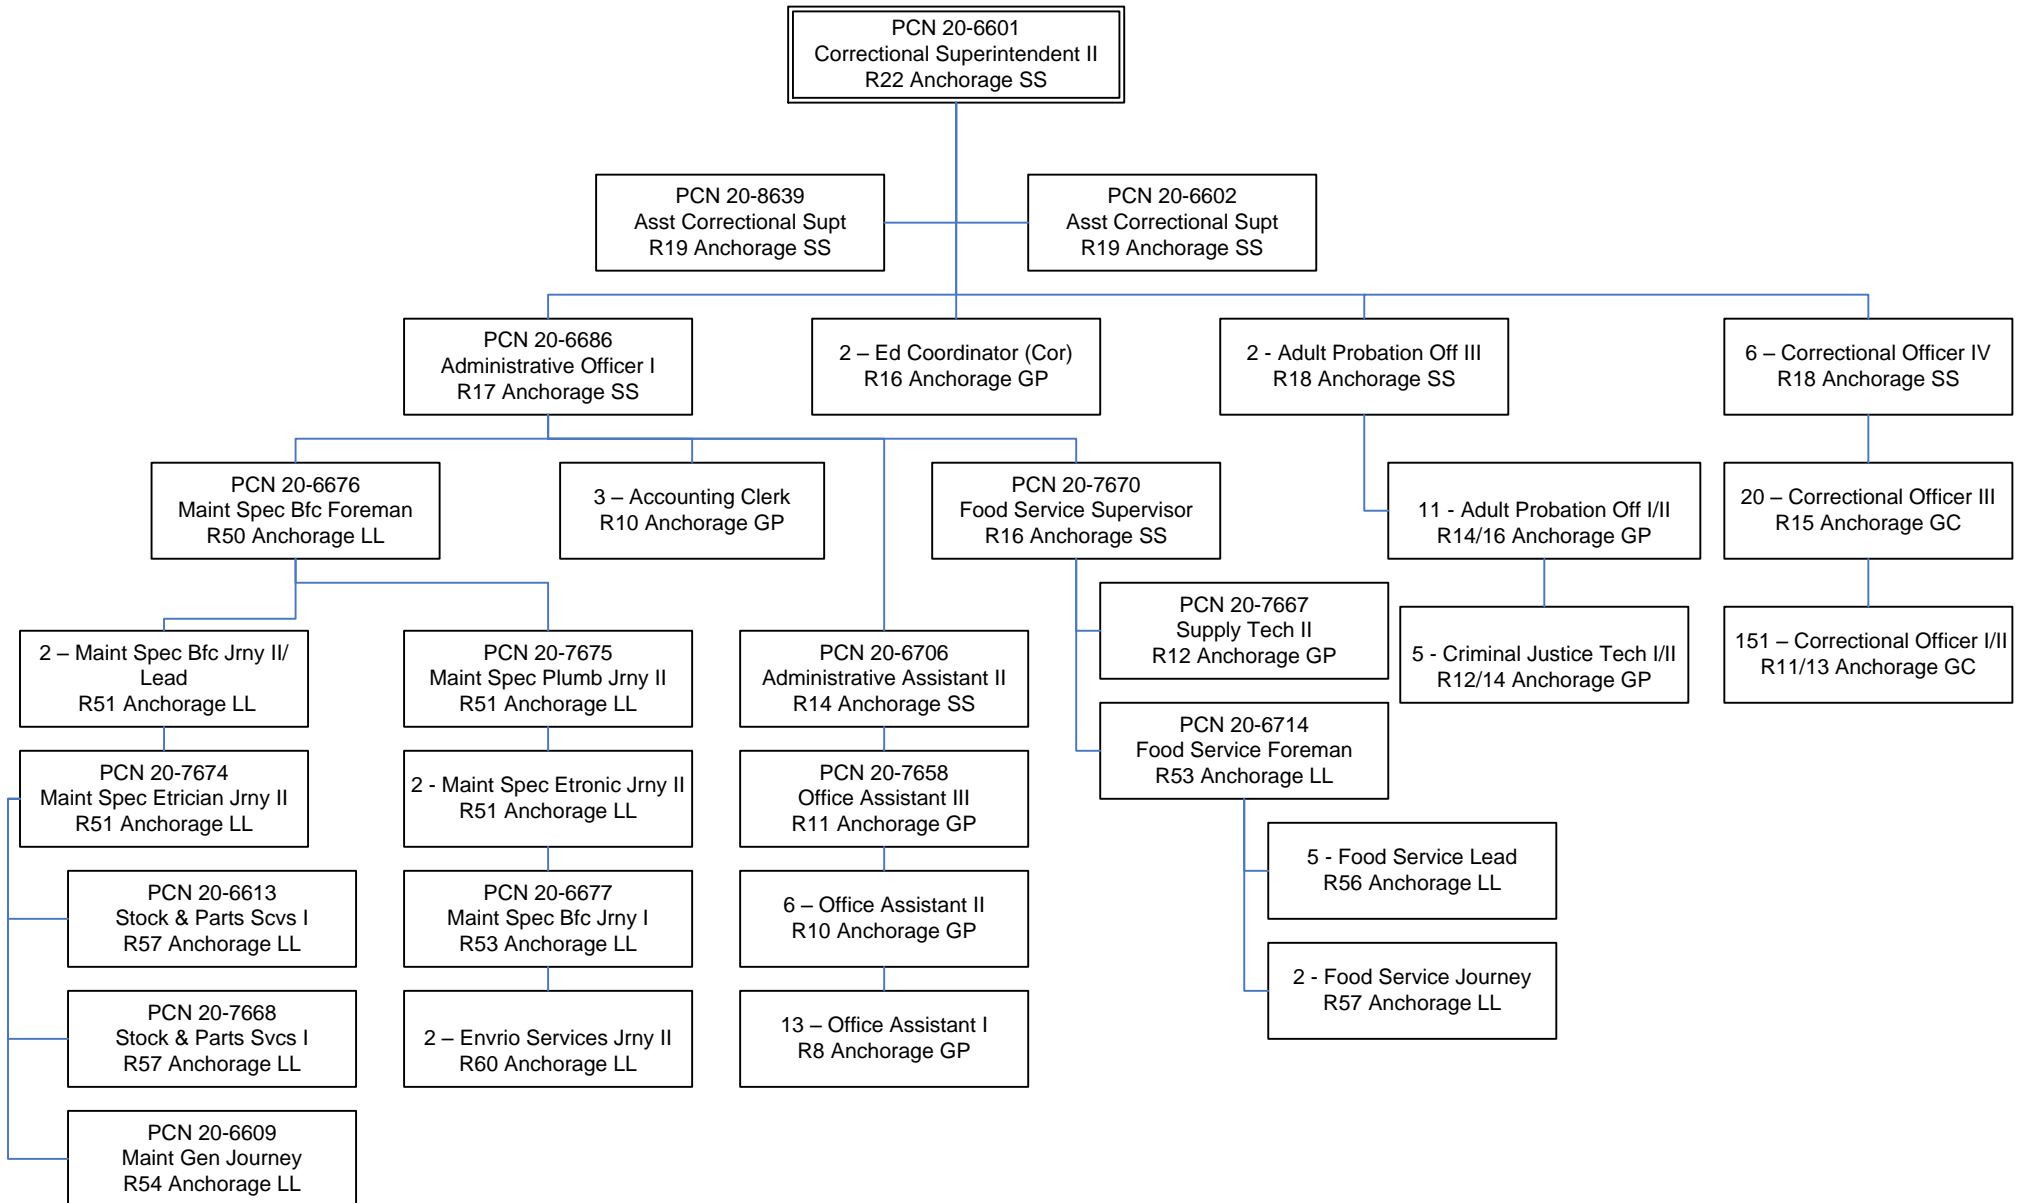 PCN 20-6601
Correctional Superintendent II
R22 Anchorage SS
PCN 20-8639
Asst Correctional Supt
R19 Anchorage SS
PCN 20-6602
Asst Correctional Supt
R19 Anchorage SS
PCN 20-6686
Administrative Officer I
R17 Anchorage SS
2 – Ed Coordinator (Cor)
R16 Anchorage GP
2 - Adult Probation Off III
R18 Anchorage SS
6 – Correctional Officer IV
R18 Anchorage SS
PCN 20-6676
Maint Spec Bfc Foreman
R50 Anchorage LL
3 – Accounting Clerk
R10 Anchorage GP
PCN 20-7670
Food Service Supervisor
R16 Anchorage SS
11 - Adult Probation Off I/II
R14/16 Anchorage GP
20 – Correctional Officer III
R15 Anchorage GC
2 – Maint Spec Bfc Jrny II/
Lead
R51 Anchorage LL
PCN 20-7675
Maint Spec Plumb Jrny II
R51 Anchorage LL
PCN 20-6706
Administrative Assistant II
R14 Anchorage SS
PCN 20-7667
Supply Tech II
R12 Anchorage GP
5 - Criminal Justice Tech I/II
R12/14 Anchorage GP
151 – Correctional Officer I/II
R11/13 Anchorage GC
PCN 20-7674
Maint Spec Etrician Jrny II
R51 Anchorage LL
2 - Maint Spec Etronic Jrny II
R51 Anchorage LL
PCN 20-7658
Office Assistant III
R11 Anchorage GP
PCN 20-6714
Food Service Foreman
R53 Anchorage LL
PCN 20-6613
Stock & Parts Scvs I
R57 Anchorage LL
PCN 20-6677
Maint Spec Bfc Jrny I
R53 Anchorage LL
6 – Office Assistant II
R10 Anchorage GP
5 - Food Service Lead
R56 Anchorage LL
PCN 20-7668
Stock & Parts Svcs I
R57 Anchorage LL
2 – Envrio Services Jrny II
R60 Anchorage LL
13 – Office Assistant I
R8 Anchorage GP
2 - Food Service Journey
R57 Anchorage LL
PCN 20-6609
Maint Gen Journey
R54 Anchorage LL